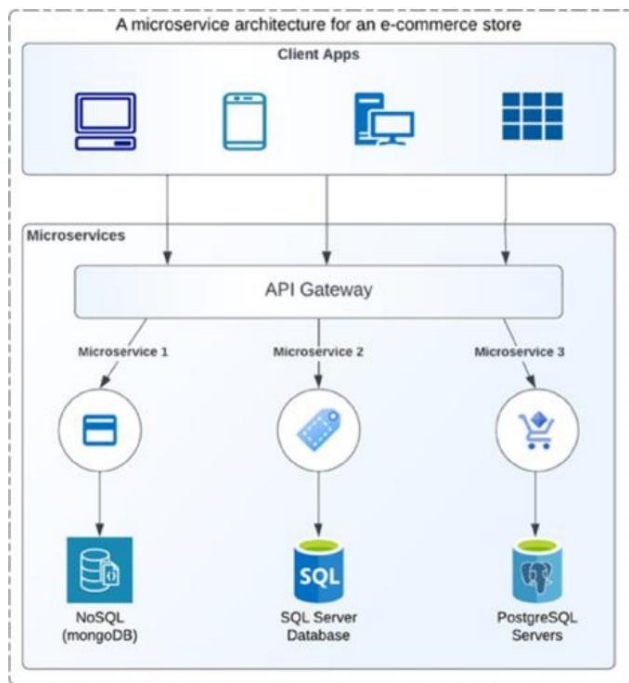 A microservice architecture for an e-commerce store
Client Apps
Microservices
API Gateway
Microservice 1
Microservice 2
Microservice 3
SQL
NoSQL
(mongoDB)
SQL Server
Database
PostgreSQL
Servers